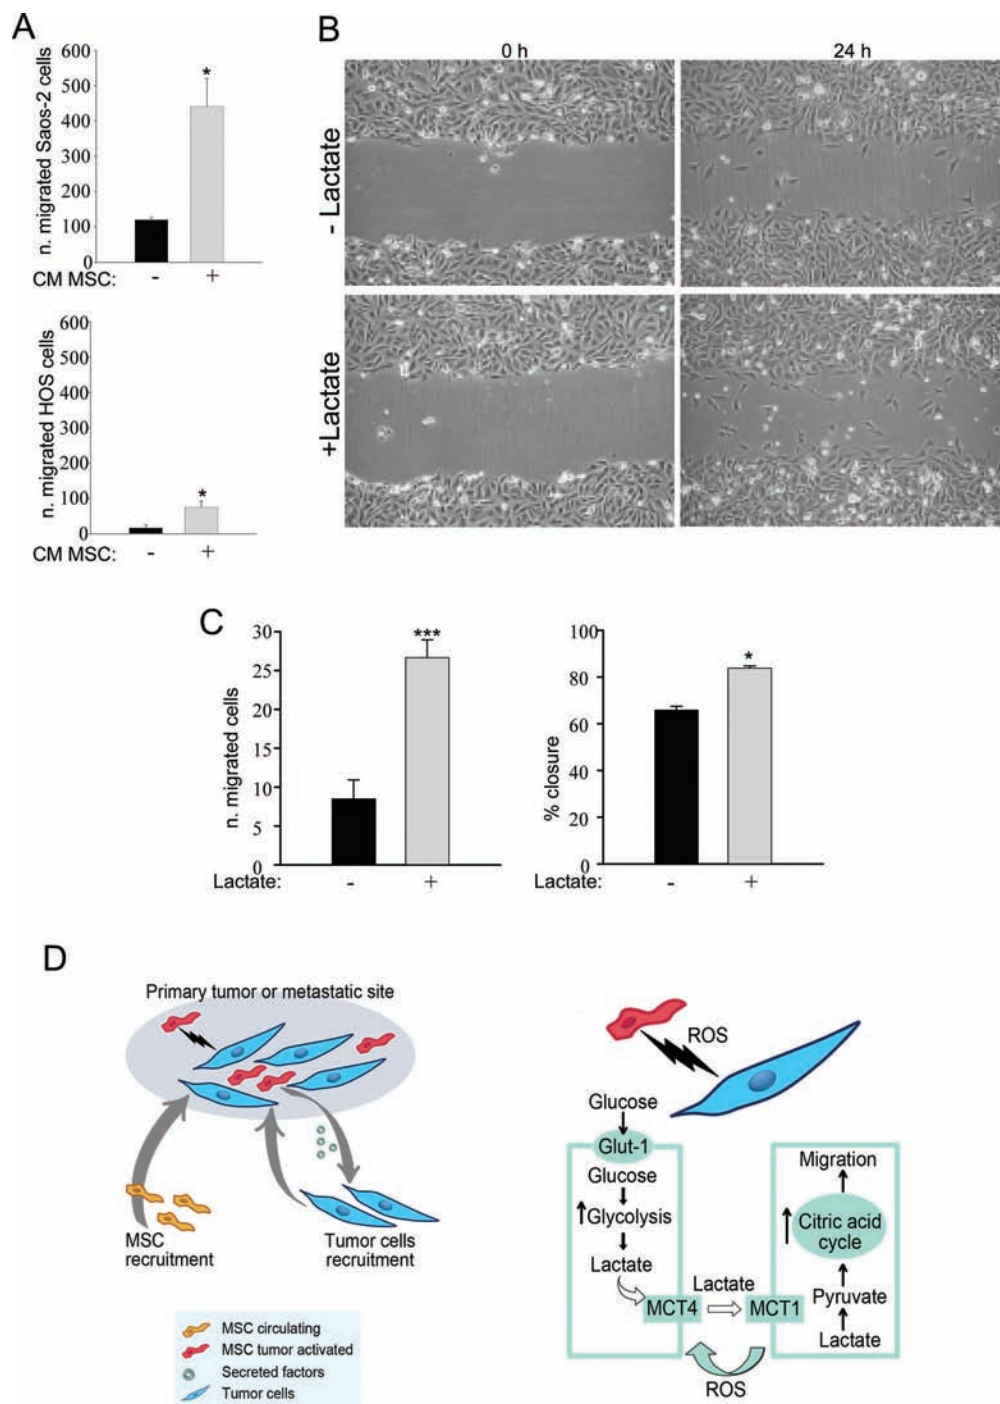 A
n. migrated Saos-2 cells
600
500
400
300
200
100
0
*
CM MSC: - +
n. migrated HOS cells
600
500
400
300
200
100
0
*
CM MSC: - +
B
0 h 24 h
- Lactate
+Lactate
C
n. migrated cells
30
25
20
15
10
5
0
***
Lactate: - +
% closure
100
80
60
40
20
0
*
Lactate: - +
D
Primary tumor or metastatic site
MSC
recruitment
Tumor cells
recruitment
MSC circulating
MSC tumor activated
Secreted factors
Tumor cells
ROS
Glucose
Glut-1
Glucose
Glycolysis
Lactate
MCT4
Lactate
MCT1
Migration
Citric acid
cycle
Pyruvate
Lactate
ROS